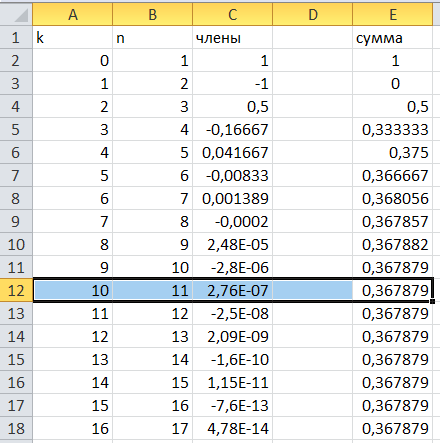 A B C D E
1 k n члены сумма
2 0 1 1 1
3 1 2 -1 0
4 2 3 0,5 0,5
5 3 4 -0,16667 0,333333
6 4 5 0,041667 0,375
7 5 6 -0,00833 0,366667
8 6 7 0,001389 0,368056
9 7 8 -0,0002 0,367857
10 8 9 2,48E-05 0,367882
11 9 10 -2,8E-06 0,367879
12 10 11 2,76E-07 0,367879
13 11 12 -2,5E-08 0,367879
14 12 13 2,09E-09 0,367879
15 13 14 -1,6E-10 0,367879
16 14 15 1,15E-11 0,367879
17 15 16 -7,6E-13 0,367879
18 16 17 4,78E-14 0,367879